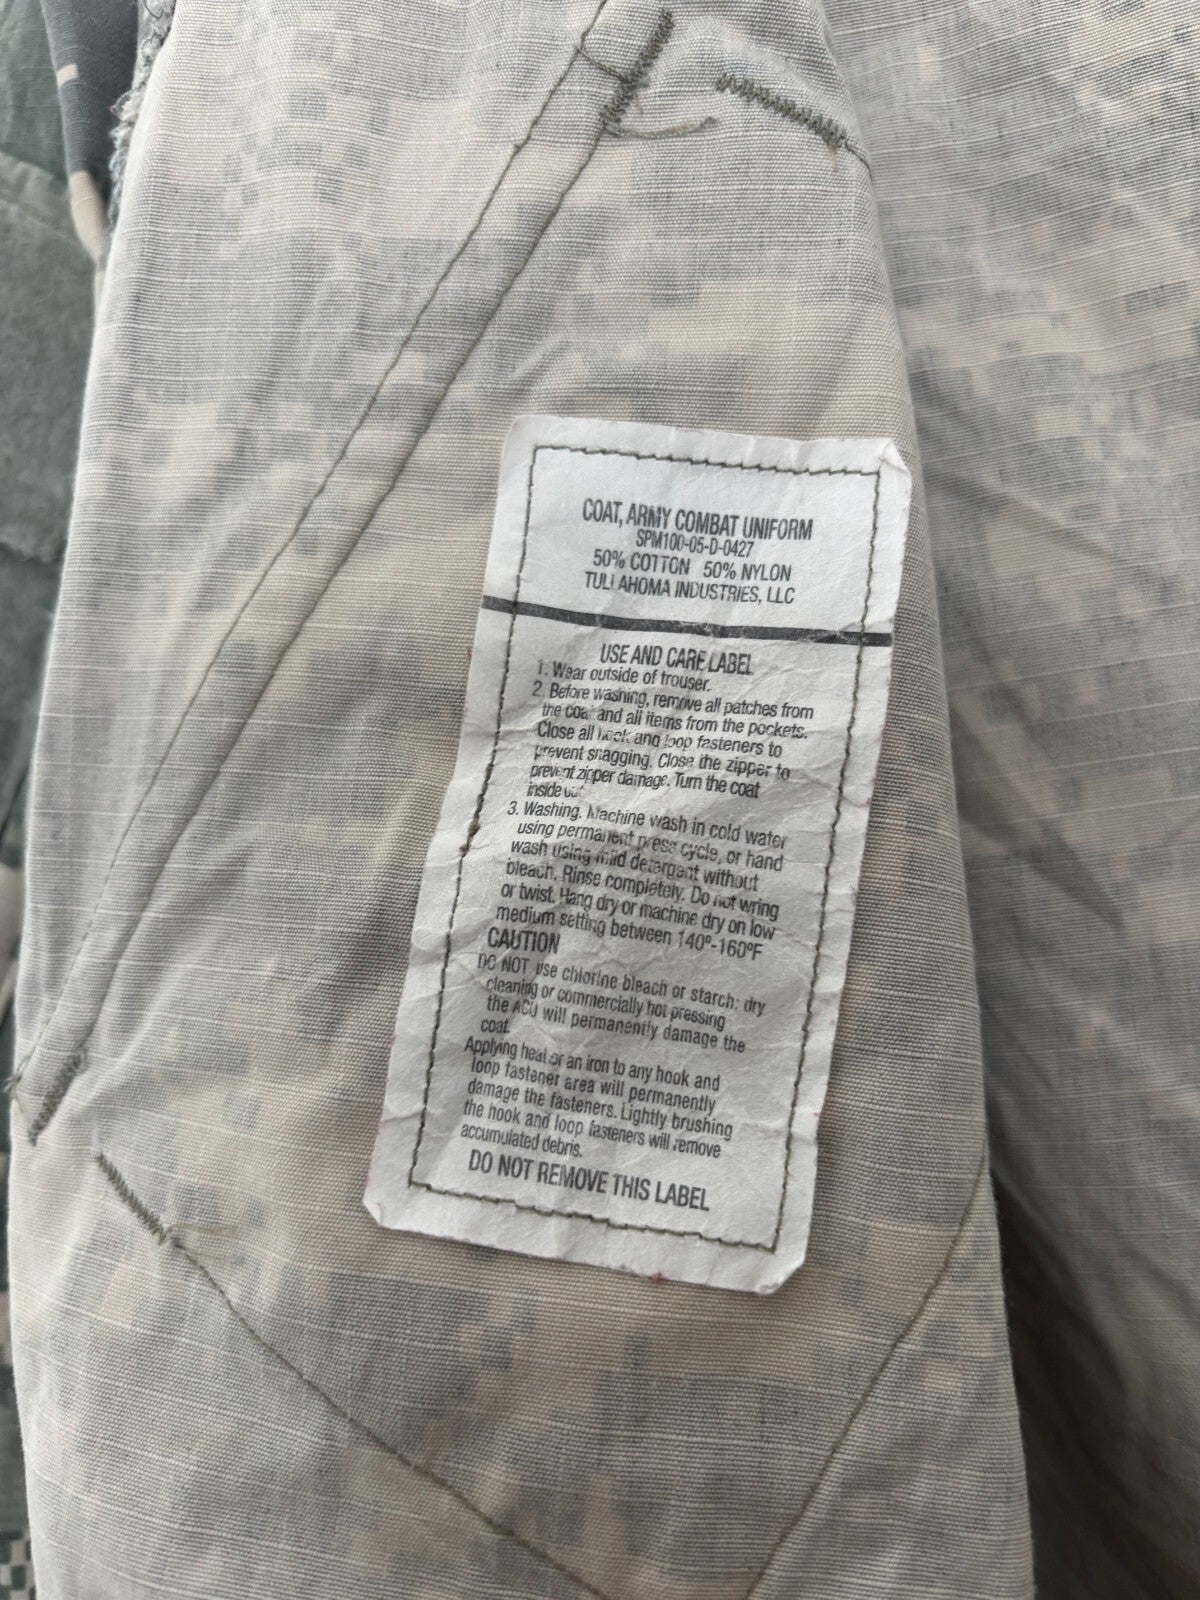 COAT, ARMY COMBAT UNIFORM
SPM100-05-D-0427
50% COTTON 50% NYLON
TULLAHOMA INDUSTRIES, LLC
USE AND CARE LABEL
1. Wear outside of trouser.
2. Before washing, remove all patches from
the coat and all items from the pockets.
Close all hook and loop fasteners to
prevent snagging. Close the zipper to
prevent zipper damage. Turn the coat
inside out.
3. Washing. Machine wash in cold water
using permanent press cycle, or hand
wash using mild detergent without
bleach. Rinse completely. Do not wring
or twist. Hang dry or machine dry on low
medium setting between 140º-160ºF
CAUTION
DO NOT use chlorine bleach or starch; dry
cleaning or commercially hot pressing
the ACU will permanently damage the
coat.
Applying heat or an iron to any hook and
loop fastener area will permanently
damage the fasteners. Lightly brushing
the hook and loop fasteners will remove
accumulated debris.
DO NOT REMOVE THIS LABEL